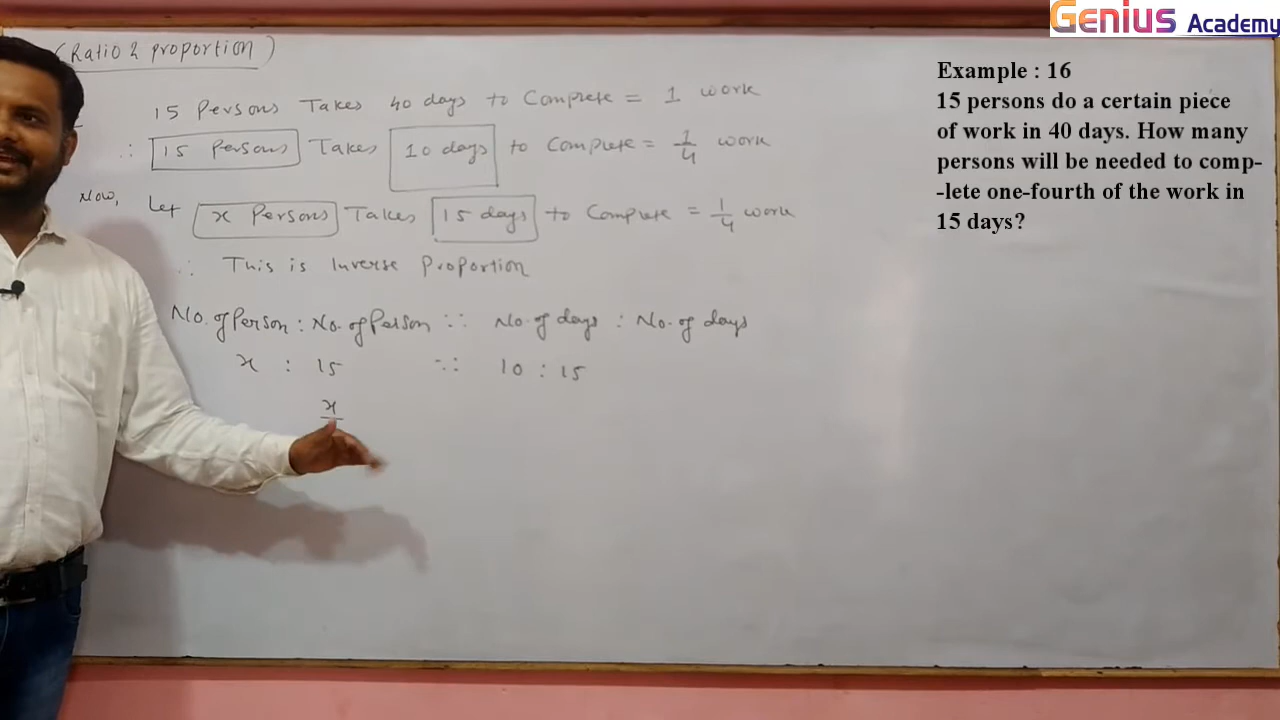 Genius Academy
(Ratio & proportion)
15 Persons Takes 40 days to Complete = 1 work
∴ 15 Persons Takes 10 days to Complete = 1/4 work
Now, Let x Persons Takes 15 days to Complete = 1/4 work
∴ This is Inverse Proportion
No. of Person : No. of Person :: No. of days : No. of days
x : 15 :: 10 : 15
x
Example : 16
15 persons do a certain piece
of work in 40 days. How many
persons will be needed to comp-
-lete one-fourth of the work in
15 days?